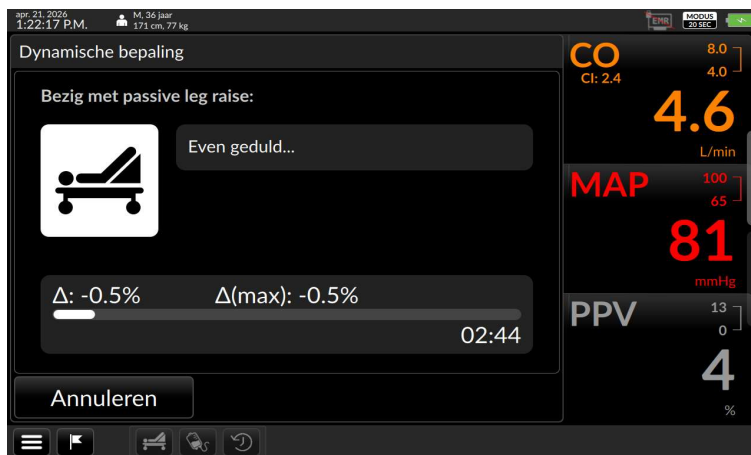 apr. 21, 2026
1:22:17 P.M.
M, 36 jaar
171 cm, 77 kg
EMR
MODUS
20 SEC
Dynamische bepaling
Bezig met passive leg raise:
Even geduld...
Δ: -0.5% Δ(max): -0.5%
02:44
Annuleren
CO
CI: 2.4
8.0
4.0
4.6
L/min
MAP
100
65
81
mmHg
PPV
13
0
4
%